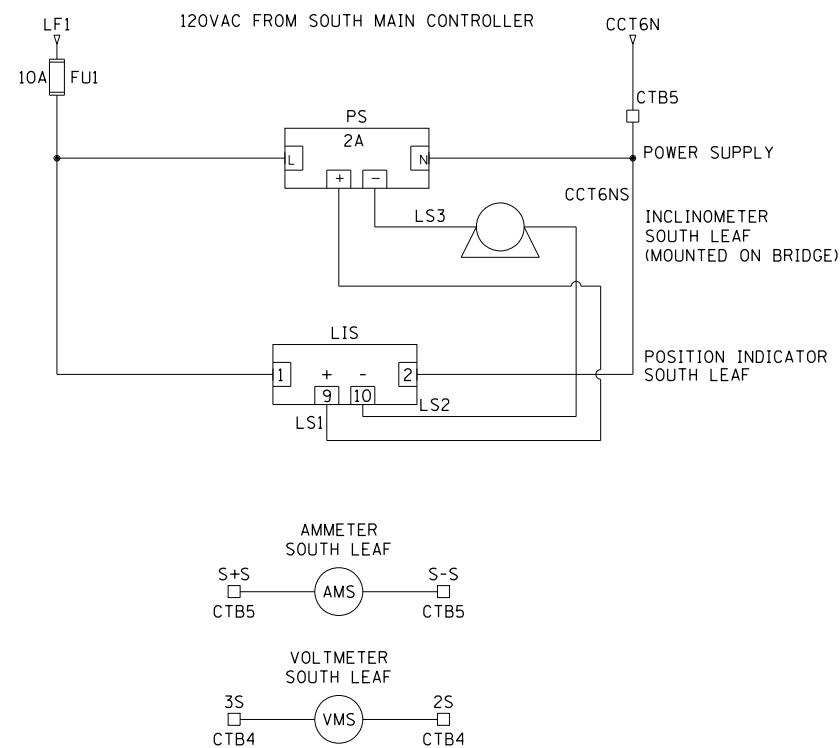 120VAC FROM SOUTH MAIN CONTROLLER
LF1
CCT6N
10A
FU1
CTB5
PS
2A
L
N
POWER SUPPLY
+
-
CCT6NS
LS3
INCLINOMETER
SOUTH LEAF
(MOUNTED ON BRIDGE)
LIS
1
+
-
2
9
10
POSITION INDICATOR
SOUTH LEAF
LS1
LS2
AMMETER
SOUTH LEAF
S+S
S-S
AMS
CTB5
CTB5
VOLTMETER
SOUTH LEAF
3S
2S
VMS
CTB4
CTB4